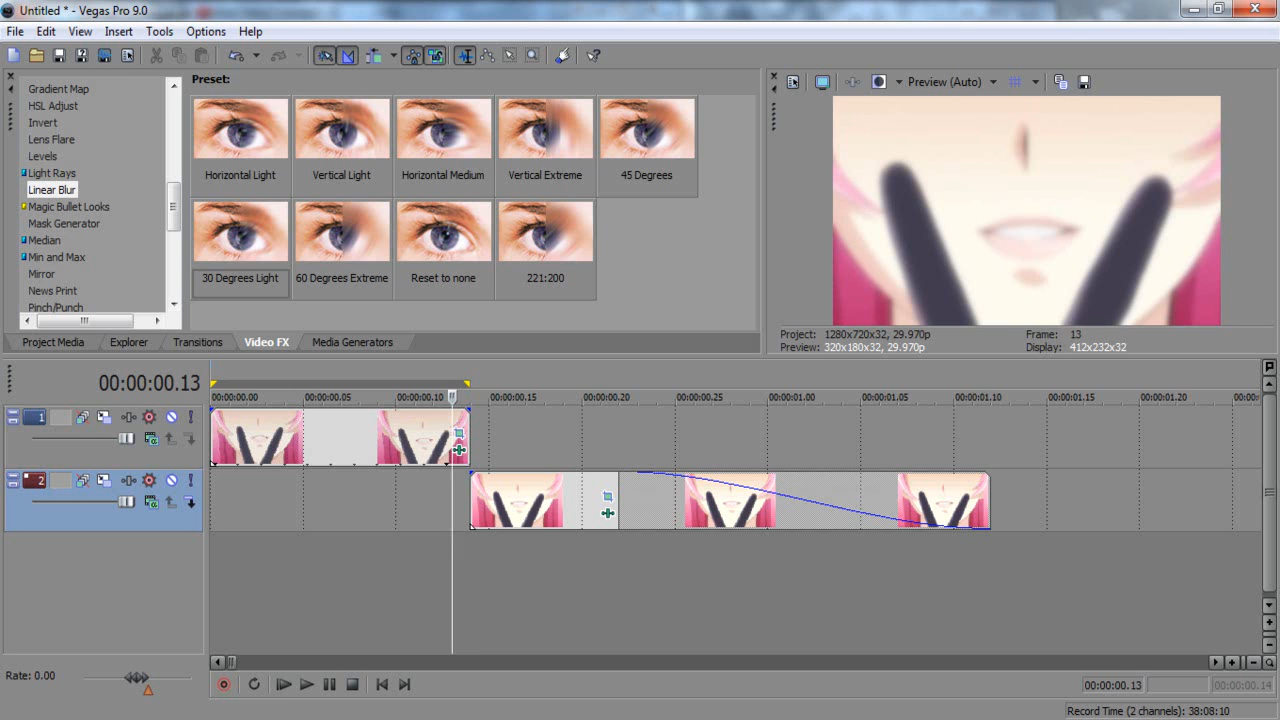 Untitled * - Vegas Pro 9.0
File Edit View Insert Tools Options Help
Gradient Map
HSL Adjust
Invert
Lens Flare
Levels
Light Rays
Linear Blur
Magic Bullet Looks
Mask Generator
Median
Min and Max
Mirror
News Print
Pinch/Punch
Preset:
Horizontal Light Vertical Light Horizontal Medium Vertical Extreme 45 Degrees
30 Degrees Light 60 Degrees Extreme Reset to none 221:200
Preview (Auto)
Project: 1280x720x32, 29.970p Frame: 13
Preview: 320x180x32, 29.970p Display: 412x232x32
Project Media Explorer Transitions Video FX Media Generators
00:00:00.13
00:00:00.00 00:00:00.05 00:00:00.10 00:00:00.15 00:00:00.20 00:00:00.25 00:00:01.00 00:00:01.05 00:00:01.10 00:00:01.15 00:00:01.20 00:00:
1
2
Rate: 0.00
00:00:00.13 00:00:00.14
Record Time (2 channels): 38:08:10